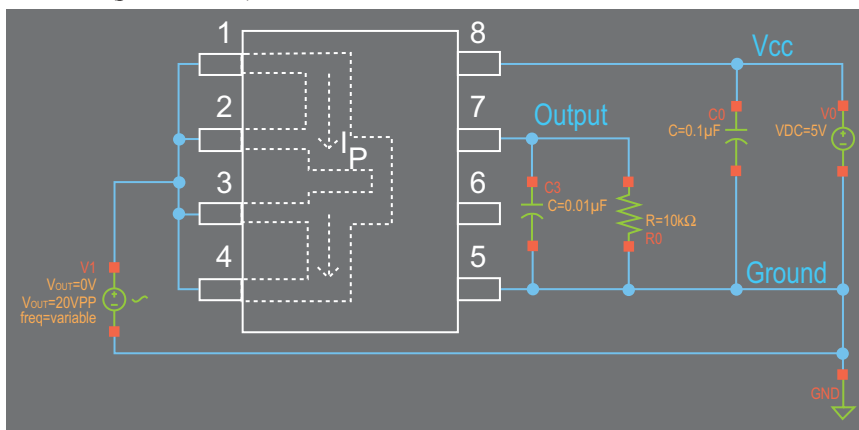 1
2
3
4
8
7
6
5
IP
Vcc
Output
Ground
C0
C=0.1µF
V0
VDC=5V
C3
C=0.01µF
R=10kΩ
R0
V1
VOUT=0V
VOUT=20VPP
freq=variable
GND